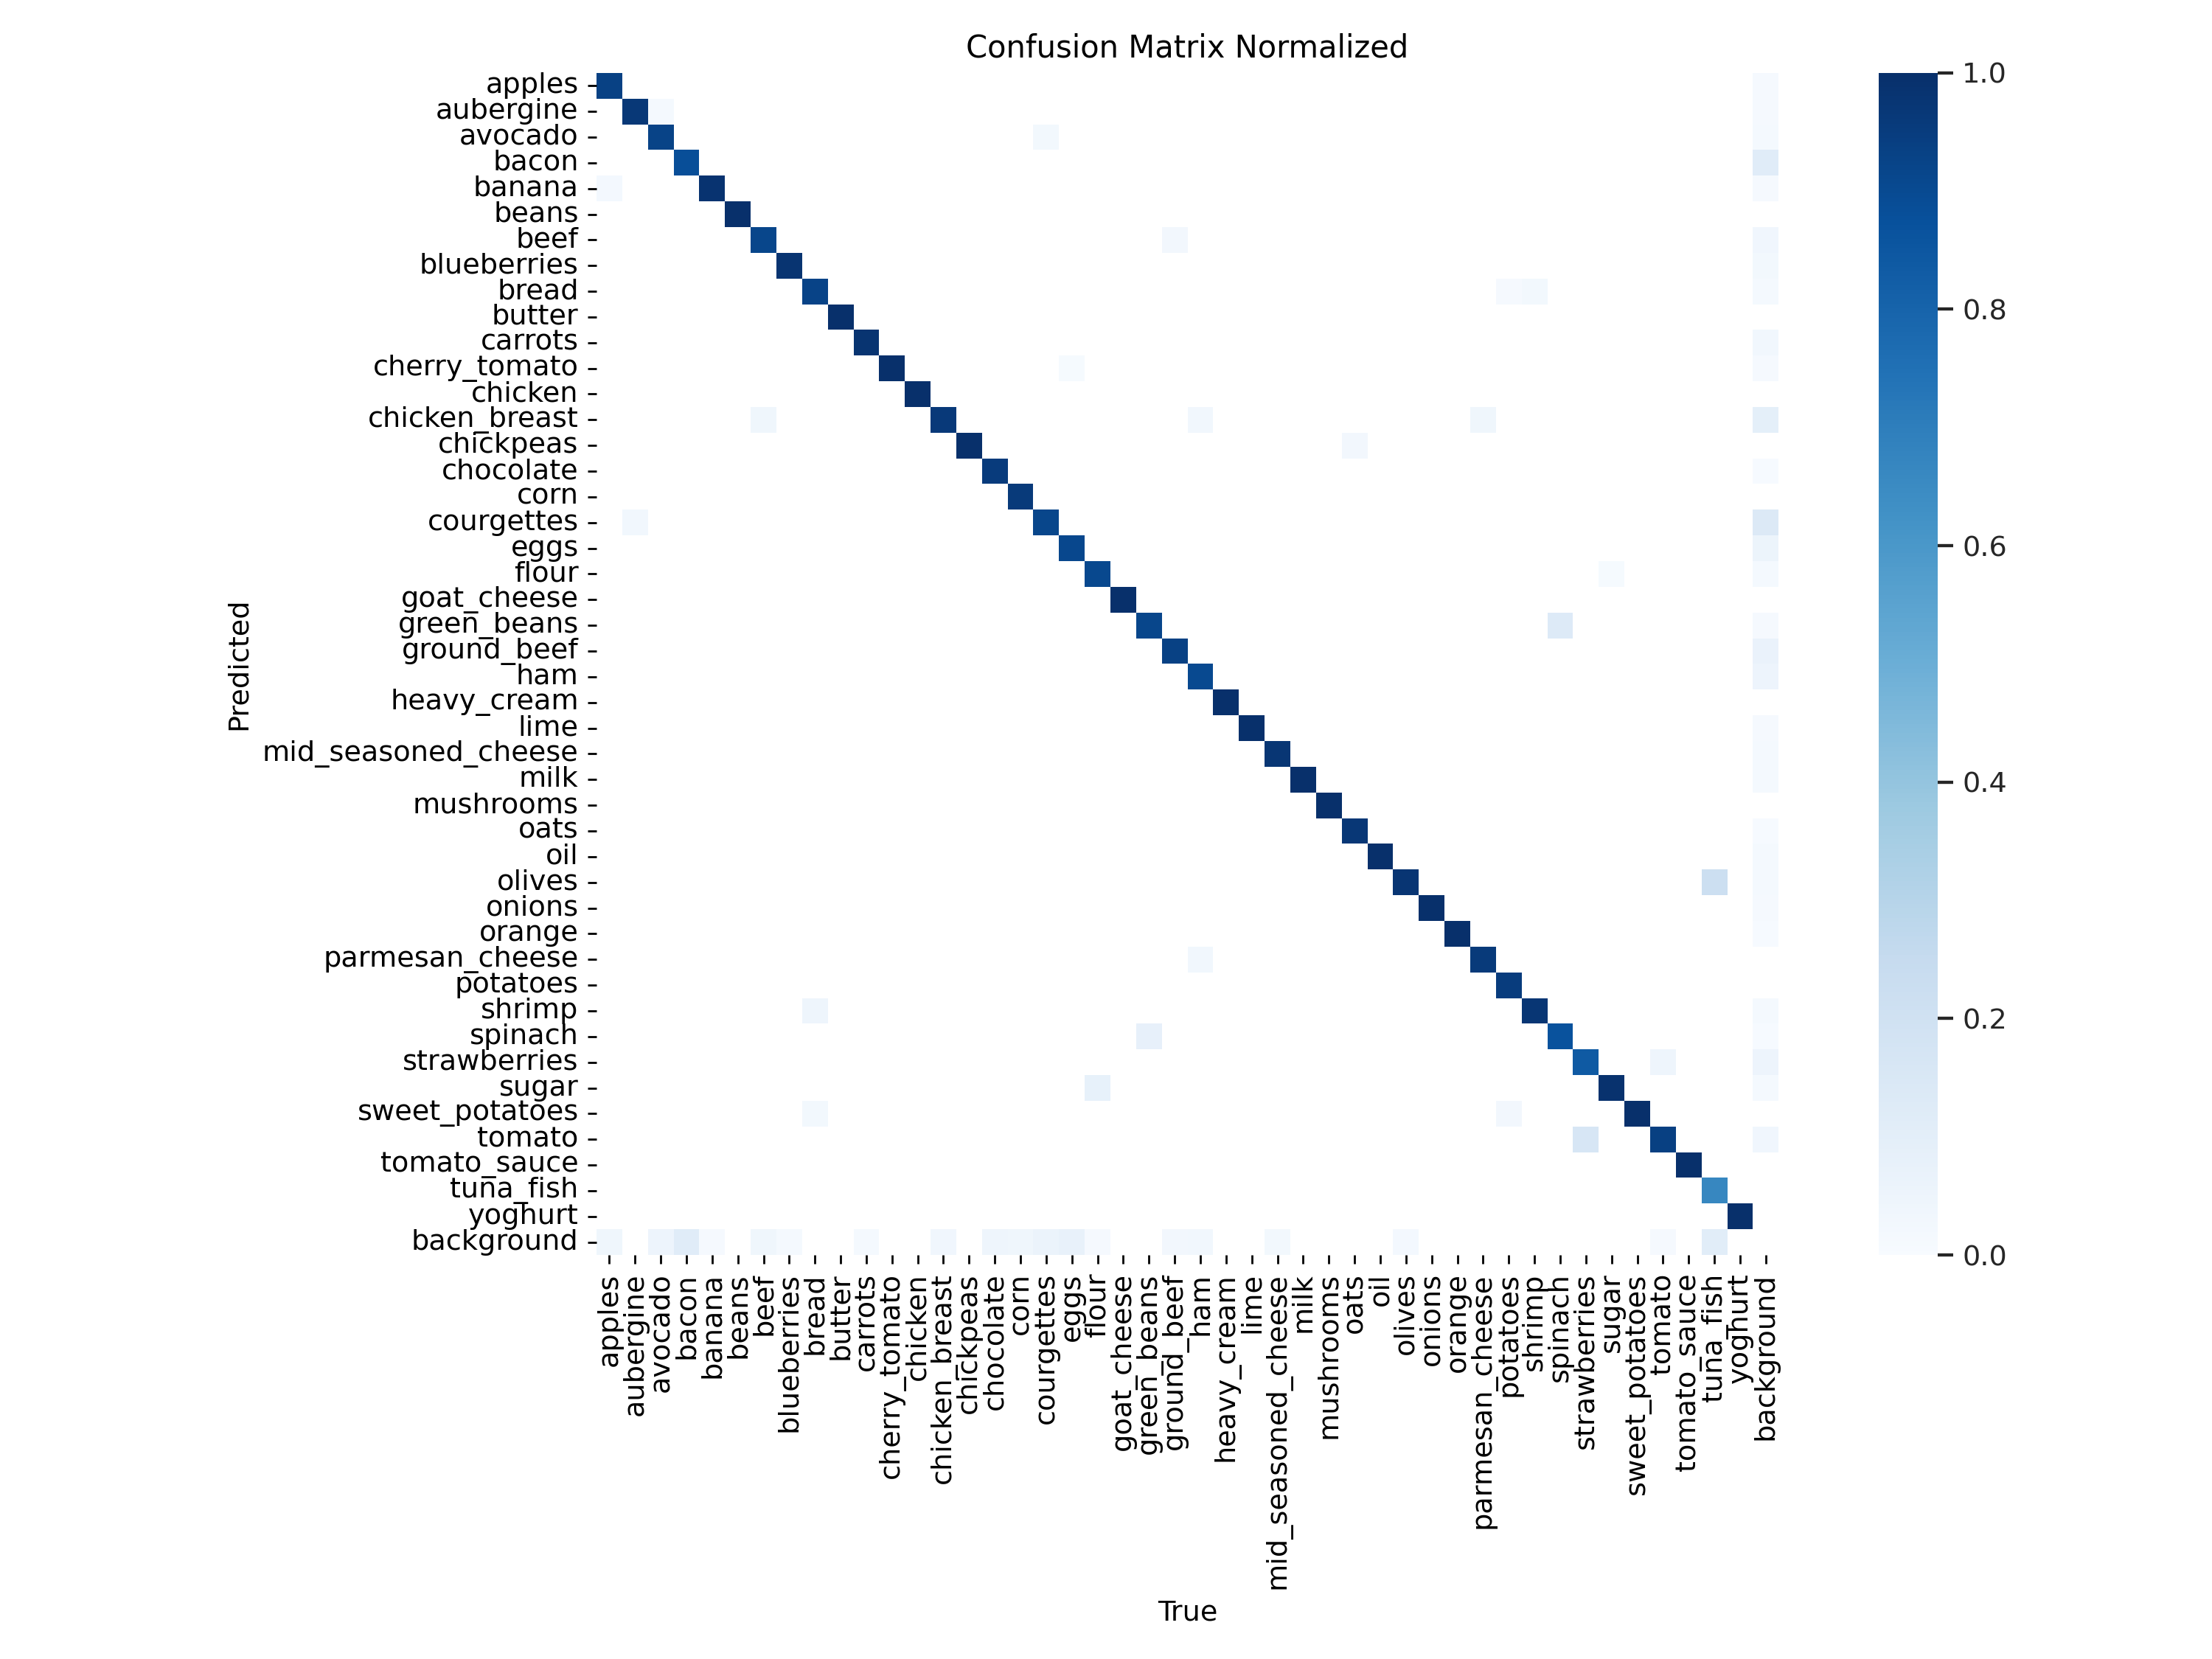 Confusion Matrix Normalized
apples
aubergine
avocado
bacon
banana
beans
beef
blueberries
bread
butter
carrots
cherry_tomato
chicken
chicken_breast
chickpeas
chocolate
corn
courgettes
eggs
flour
goat_cheese
green_beans
ground_beef
ham
heavy_cream
lime
mid_seasoned_cheese
milk
mushrooms
oats
oil
olives
onions
orange
parmesan_cheese
potatoes
shrimp
spinach
strawberries
sugar
sweet_potatoes
tomato
tomato_sauce
tuna_fish
yoghurt
background
Predicted
apples
aubergine
avocado
bacon
banana
beans
beef
blueberries
bread
butter
carrots
cherry_tomato
chicken
chicken_breast
chickpeas
chocolate
corn
courgettes
eggs
flour
goat_cheese
green_beans
ground_beef
ham
heavy_cream
lime
mid_seasoned_cheese
milk
mushrooms
oats
oil
olives
onions
orange
parmesan_cheese
potatoes
shrimp
spinach
strawberries
sugar
sweet_potatoes
tomato
tomato_sauce
tuna_fish
yoghurt
background
True
1.0
0.8
0.6
0.4
0.2
0.0